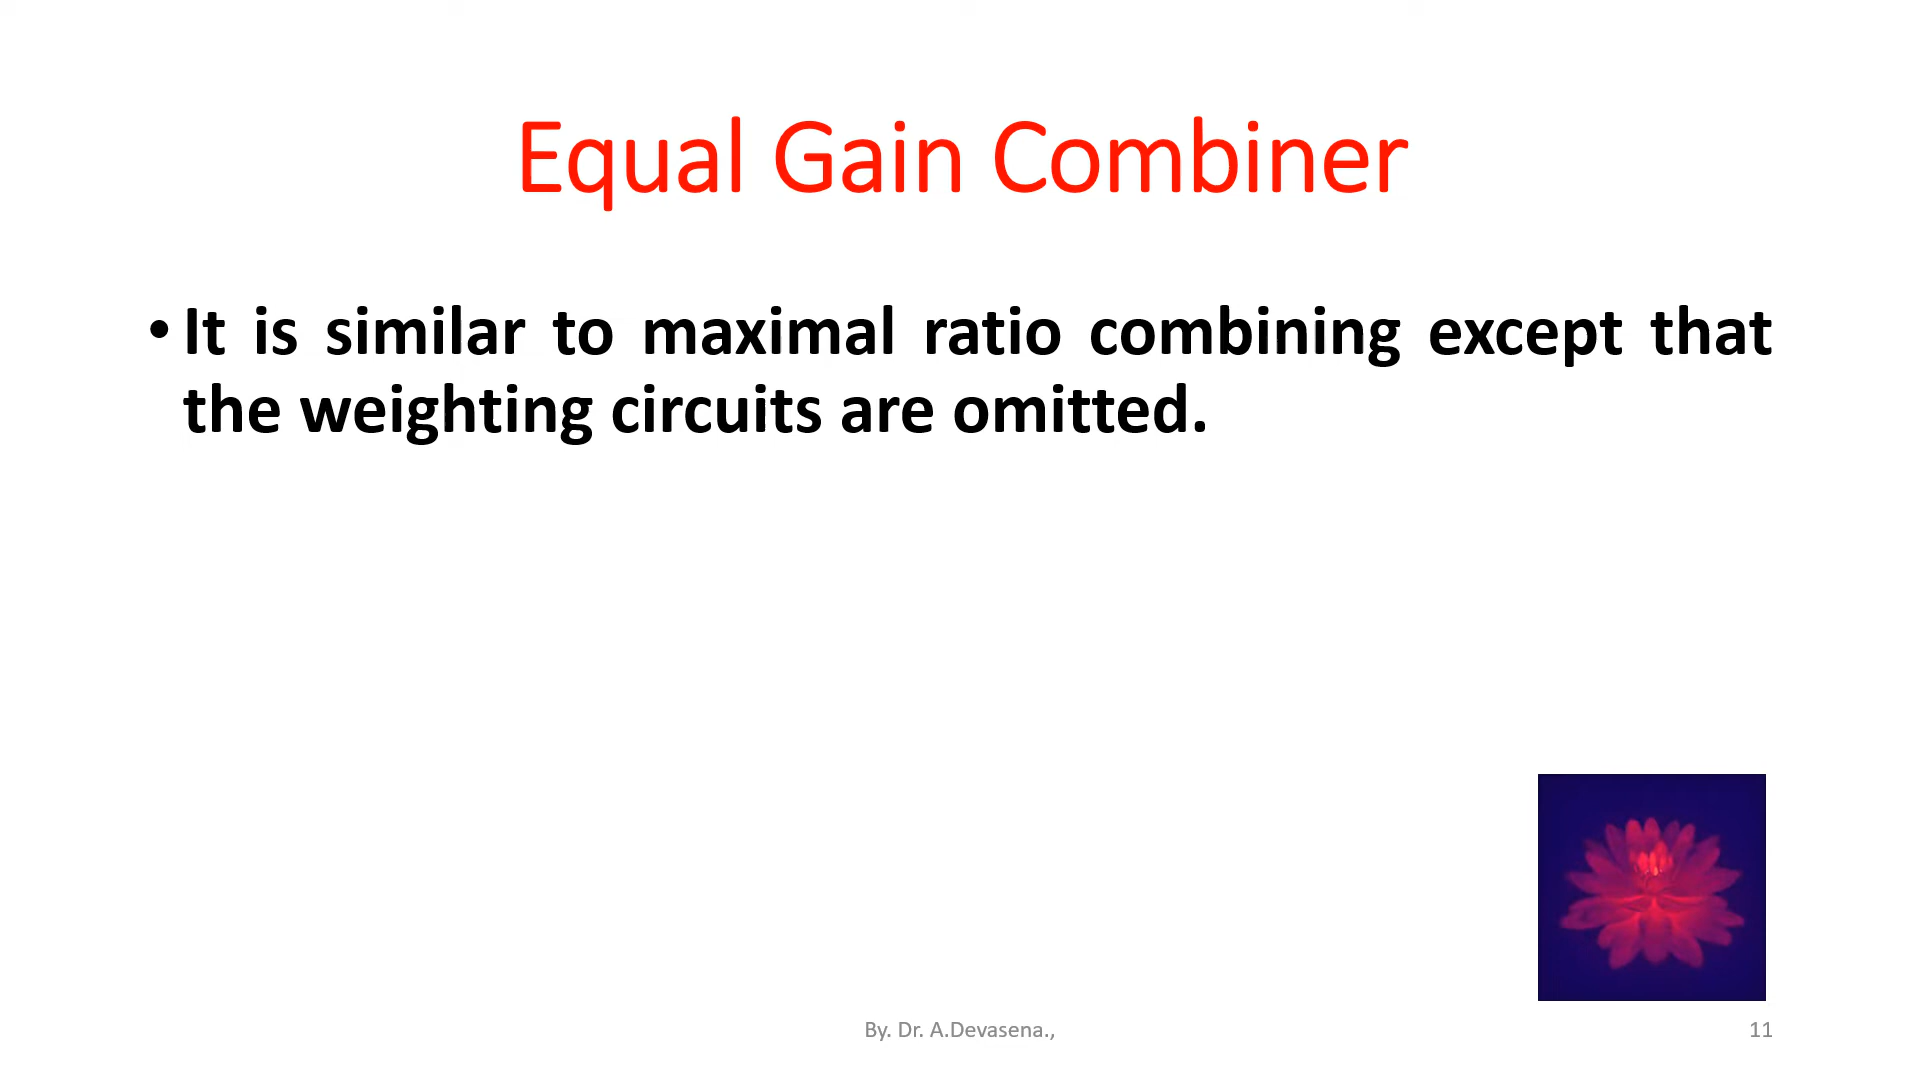 Equal Gain Combiner
• It is similar to maximal ratio combining except that
the weighting circuits are omitted.
By. Dr. A.Devasena.,
11